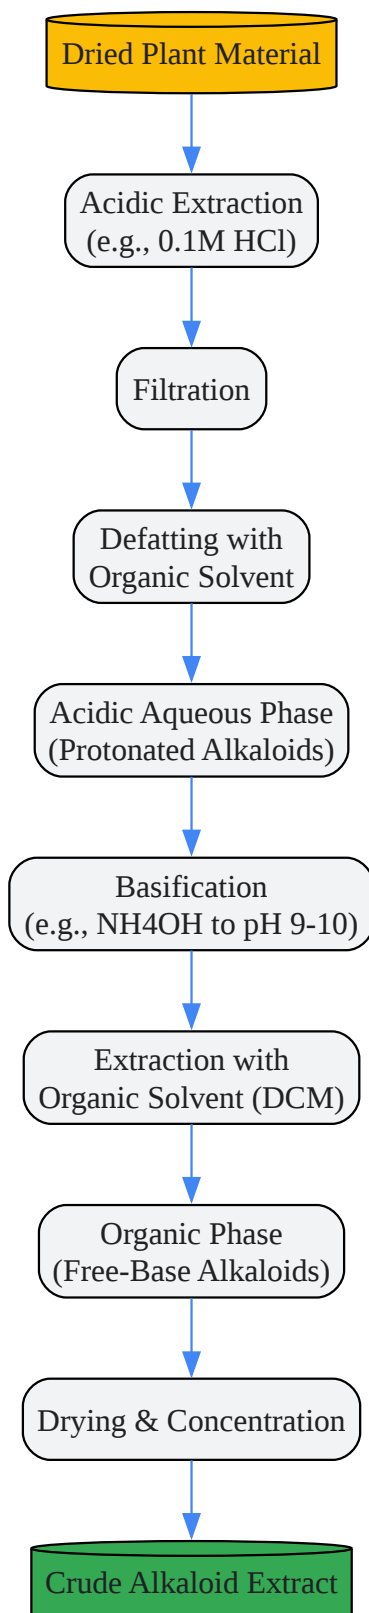 Dried Plant Material
Acidic Extraction
(e.g., 0.1M HCl)
Filtration
Defatting with
Organic Solvent
Acidic Aqueous Phase
(Protonated Alkaloids)
Basification
(e.g., NH4OH to pH 9-10)
Extraction with
Organic Solvent (DCM)
Organic Phase
(Free-Base Alkaloids)
Drying & Concentration
Crude Alkaloid Extract